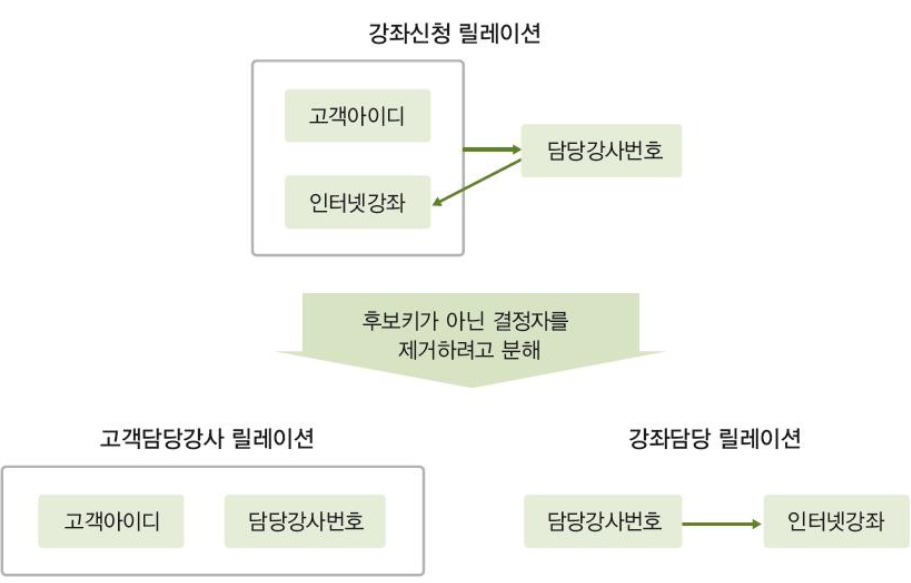 강좌신청 릴레이션
고객아이디
담당강사번호
인터넷강좌
후보키가 아닌 결정자를
제거하려고 분해
고객담당강사 릴레이션
고객아이디
담당강사번호
강좌담당 릴레이션
담당강사번호
인터넷강좌